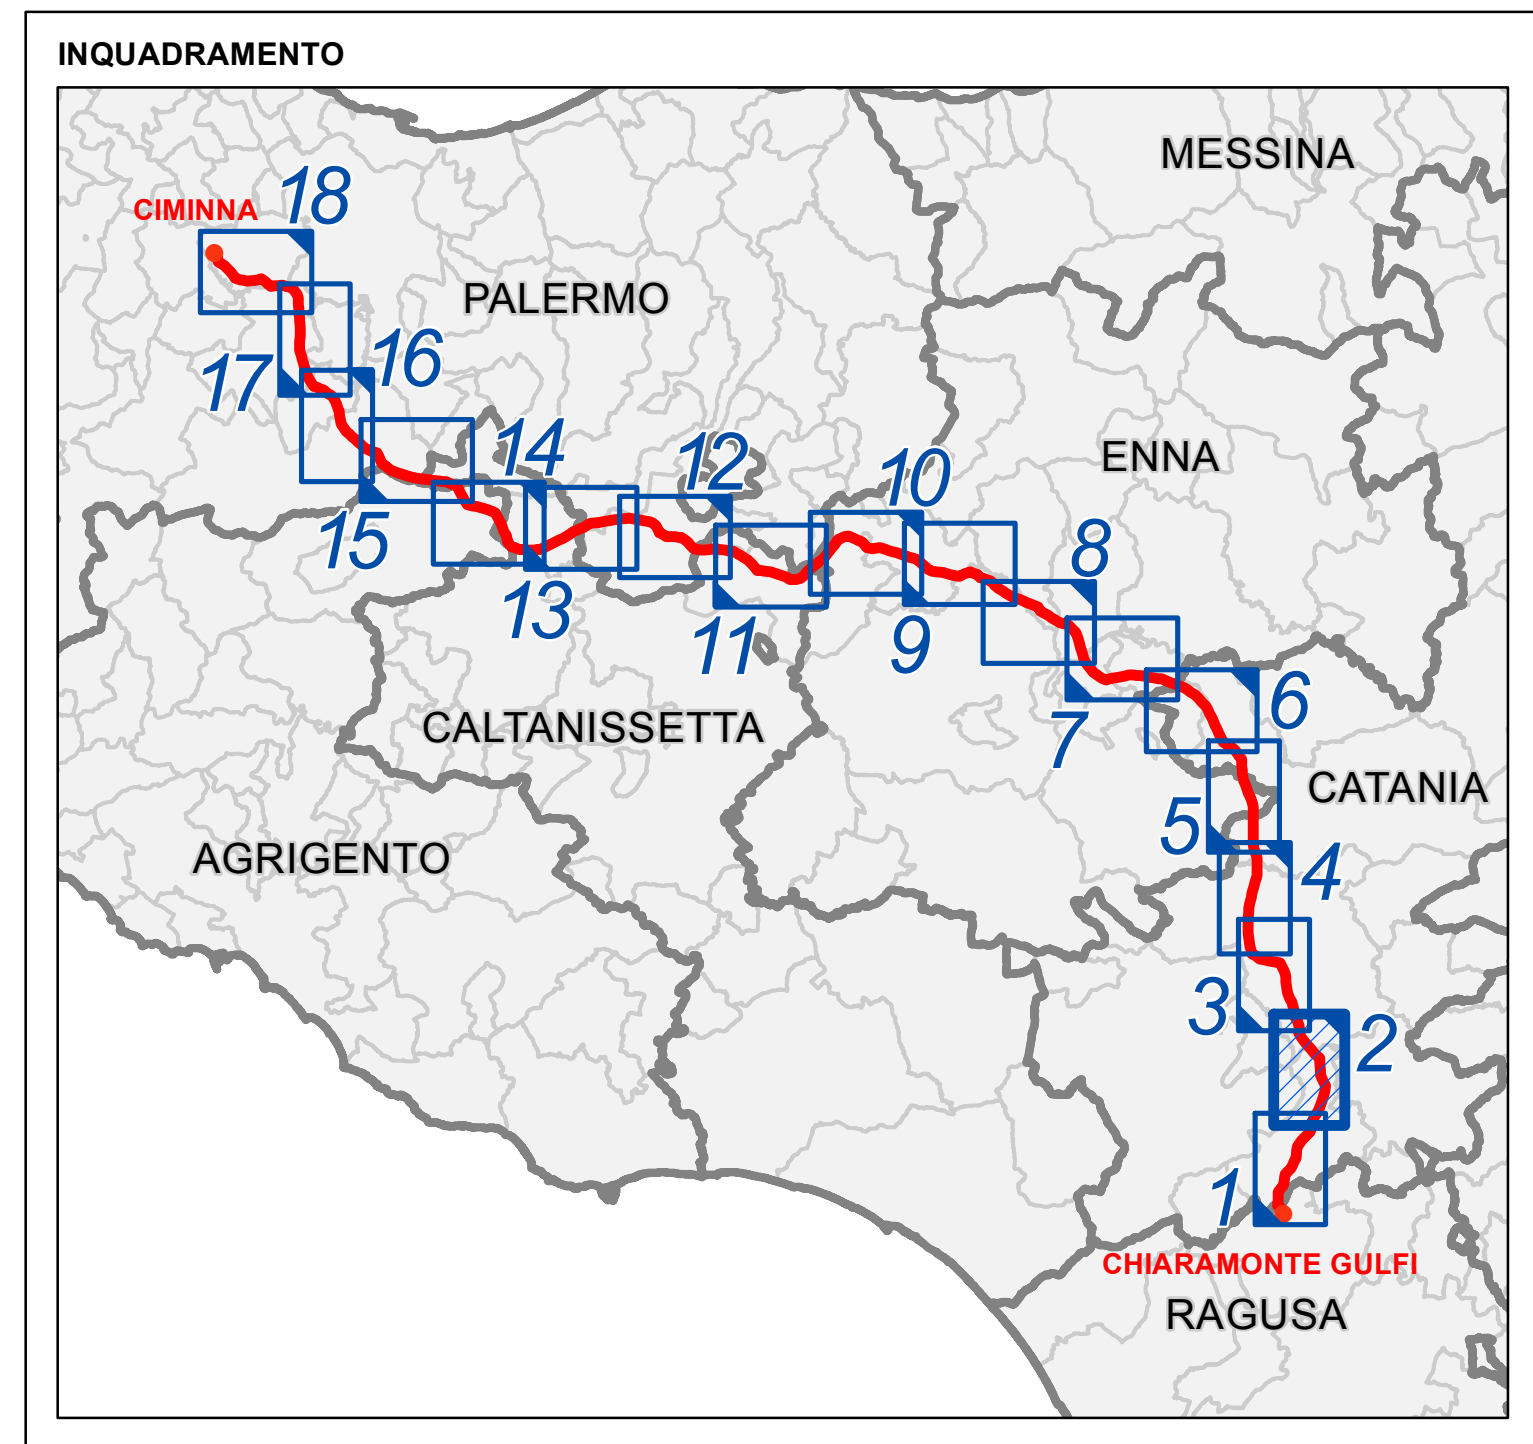 INQUADRAMENTO
MESSINA
18
CIMINNA
PALERMO
16
17
14
12
10
ENNA
15
8
13
11
9
6
CALTANISSETTA
7
CATANIA
5
AGRIGENTO
4
3
2
1
CHIARAMONTE GULFI
RAGUSA